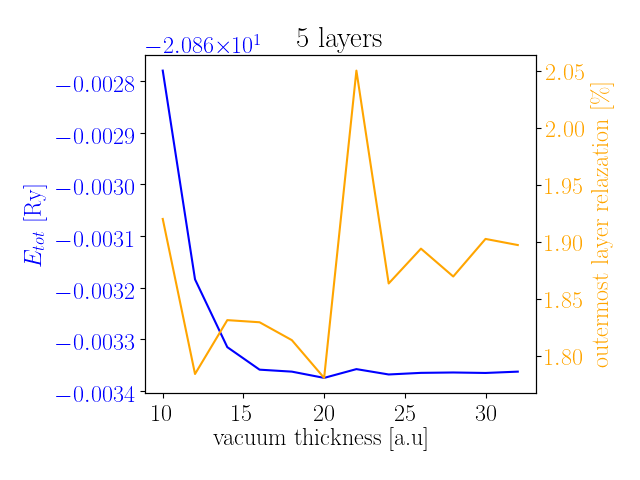 5 layers
−2.086×10¹
−0.0028
−0.0029
−0.0030
−0.0031
−0.0032
−0.0033
−0.0034
E_tot [Ry]
2.05
2.00
1.95
1.90
1.85
1.80
outermost layer relazation [%]
10 15 20 25 30
vacuum thickness [a.u]